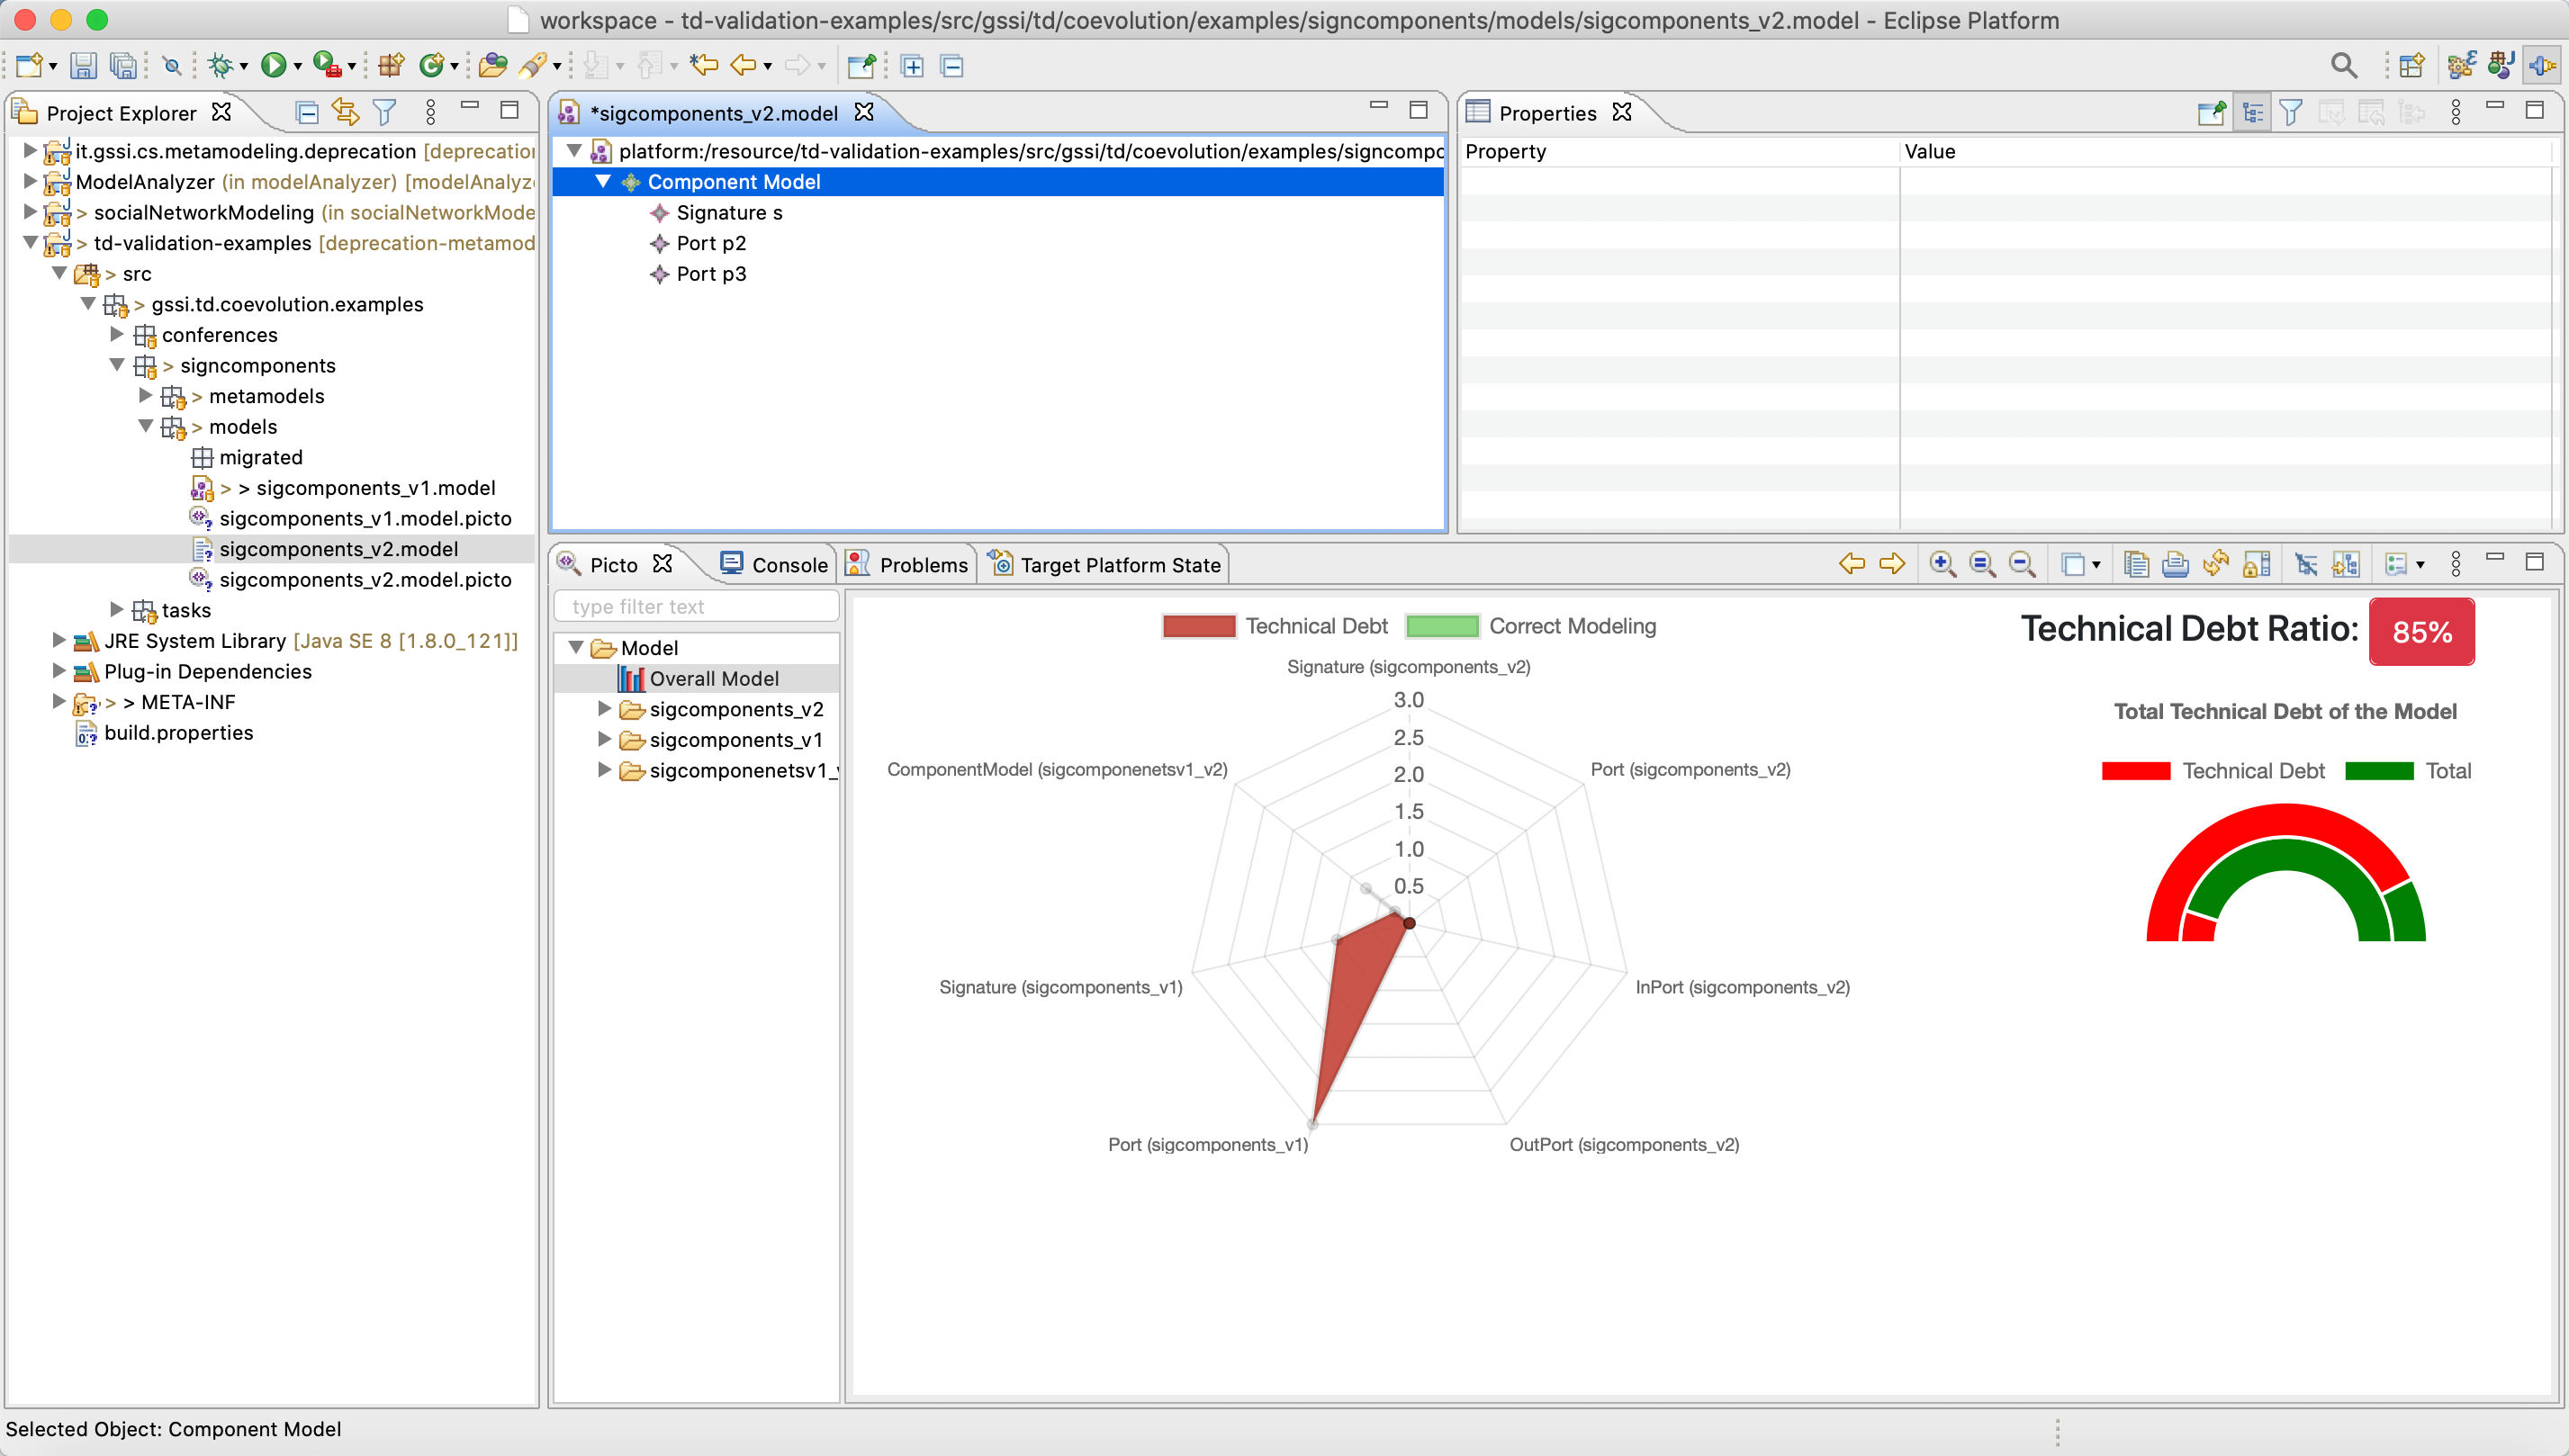 workspace - td-validation-examples/src/gssi/td/coevolution/examples/signcomponents/models/sigcomponents_v2.model - Eclipse Platform
Project Explorer
it.gssi.cs.metamodeling.deprecation [deprecation
ModelAnalyzer (in modelAnalyzer) [modelAnalyz
> socialNetworkModeling (in socialNetworkMode
> td-validation-examples [deprecation-metamod
> src
> gssi.td.coevolution.examples
conferences
> signcomponents
> metamodels
> models
migrated
> > sigcomponents_v1.model
sigcomponents_v1.model.picto
sigcomponents_v2.model
sigcomponents_v2.model.picto
tasks
JRE System Library [Java SE 8 [1.8.0_121]]
Plug-in Dependencies
> > META-INF
build.properties
*sigcomponents_v2.model
platform:/resource/td-validation-examples/src/gssi/td/coevolution/examples/signcompo
Component Model
Signature s
Port p2
Port p3
Properties
Property Value
Picto Console Problems Target Platform State
type filter text
Model
Overall Model
sigcomponents_v2
sigcomponents_v1
sigcomponenetsv1_v
Technical Debt Correct Modeling
Signature (sigcomponents_v2)
3.0
2.5
2.0
1.5
1.0
0.5
ComponentModel (sigcomponenetsv1_v2)
Port (sigcomponents_v2)
Signature (sigcomponents_v1)
InPort (sigcomponents_v2)
Port (sigcomponents_v1)
OutPort (sigcomponents_v2)
Technical Debt Ratio: 85%
Total Technical Debt of the Model
Technical Debt Total
Selected Object: Component Model